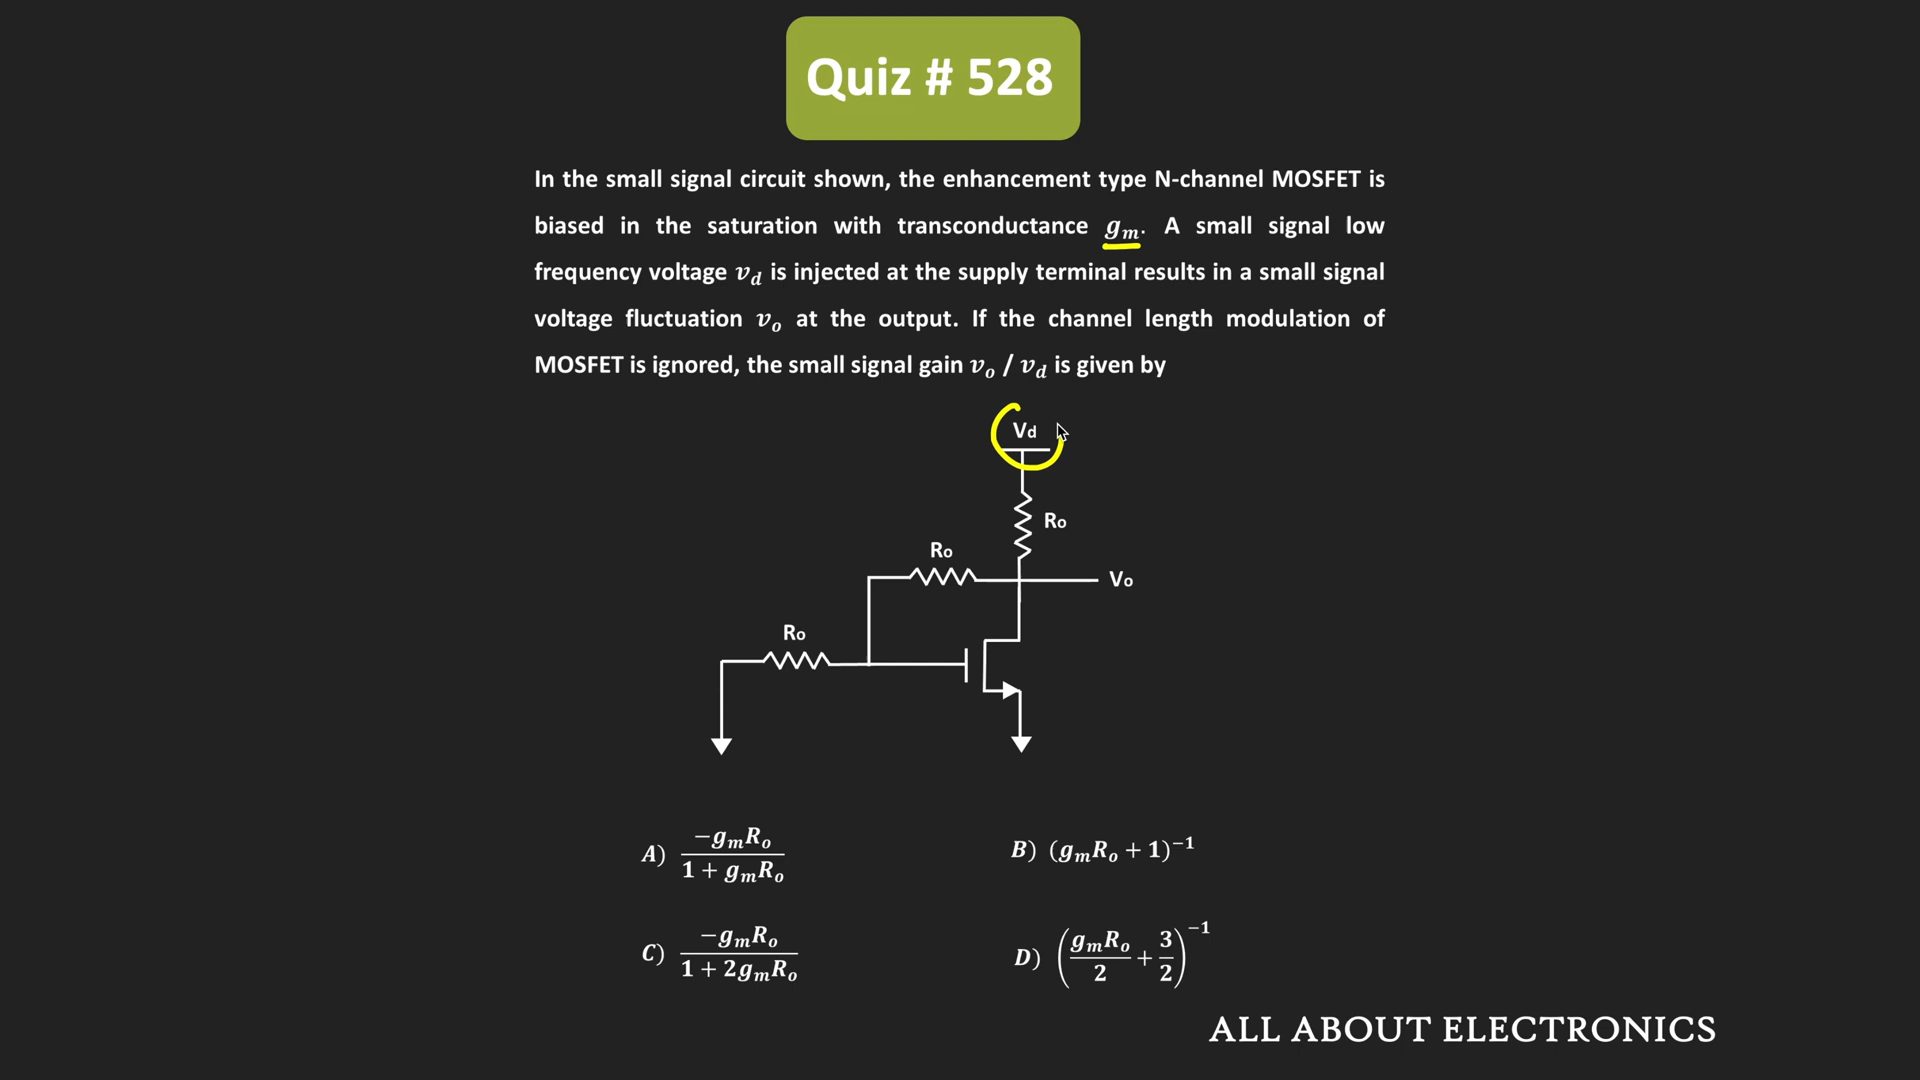 Quiz # 528
In the small signal circuit shown, the enhancement type N-channel MOSFET is
biased in the saturation with transconductance gₘ. A small signal low
frequency voltage v_d is injected at the supply terminal results in a small signal
voltage fluctuation vₒ at the output. If the channel length modulation of
MOSFET is ignored, the small signal gain vₒ / v_d is given by
Vd
Ro
Ro
Vo
Ro
A) −gₘRₒ / 1 + gₘRₒ
B) (gₘRₒ + 1)⁻¹
C) −gₘRₒ / 1 + 2gₘRₒ
D) (gₘRₒ/2 + 3/2)⁻¹
ALL ABOUT ELECTRONICS